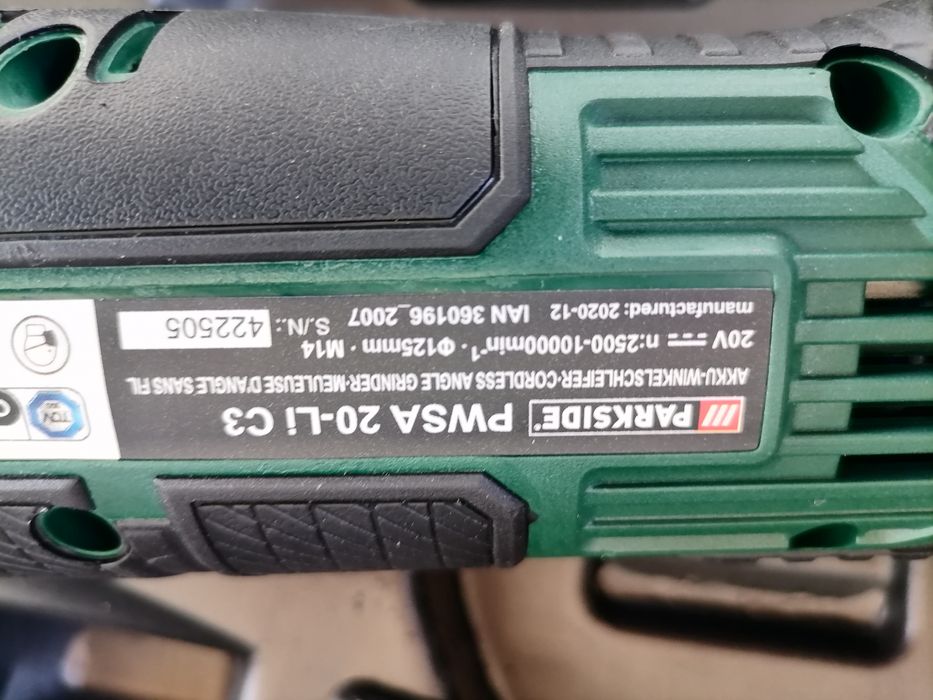 PARKSIDE® PWSA 20-Li C3
AKKU-WINKELSCHLEIFER·CORDLESS ANGLE GRINDER·MEULEUSE D'ANGLE SANS FIL
20V ⎓ n:2500-10000min⁻¹ · Φ125mm · M14
manufactured: 2020-12 IAN 360196_2007 S./N.: 422505